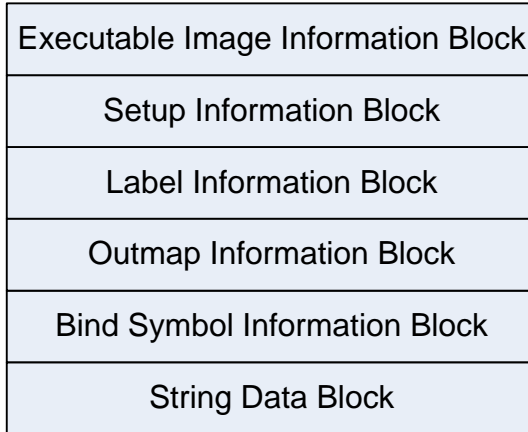 Executable Image Information Block
Setup Information Block
Label Information Block
Outmap Information Block
Bind Symbol Information Block
String Data Block